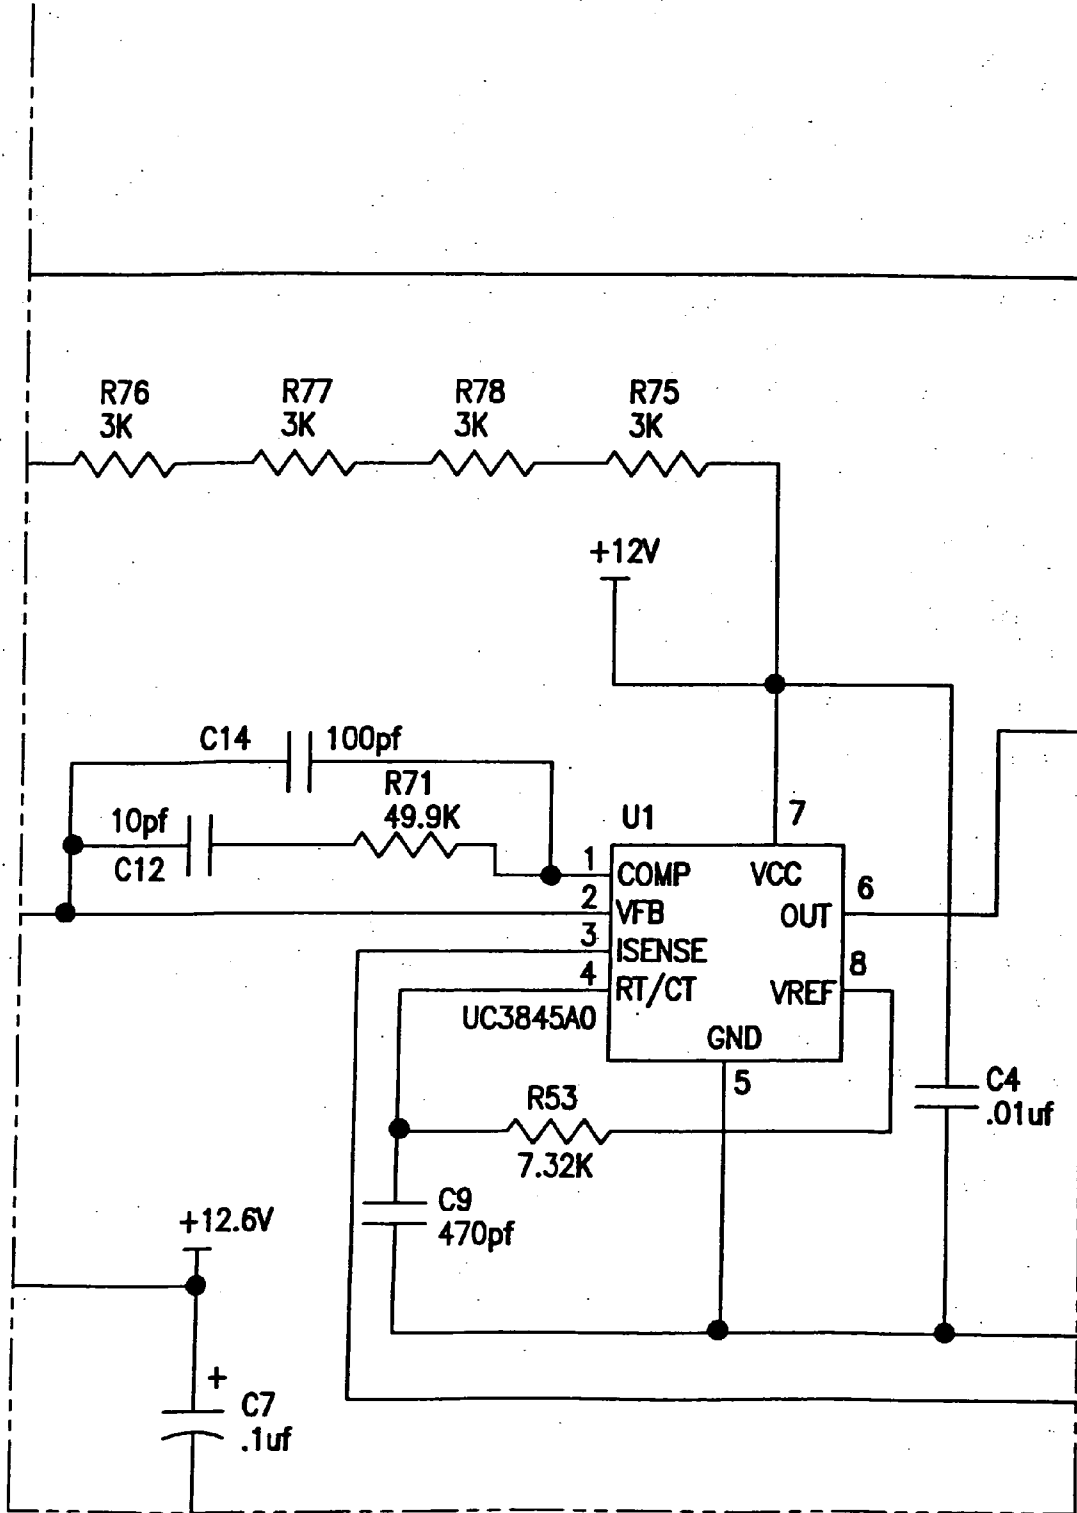 R76
3K
R77
3K
R78
3K
R75
3K
+12V
C14
100pf
R71
49.9K
10pf
C12
U1
7
1
COMP
VCC
2
VFB
OUT
6
3
ISENSE
4
RT/CT
VREF
8
UC3845AO
GND
5
R53
7.32K
C4
.01uf
C9
470pf
+12.6V
+
C7
.1uf